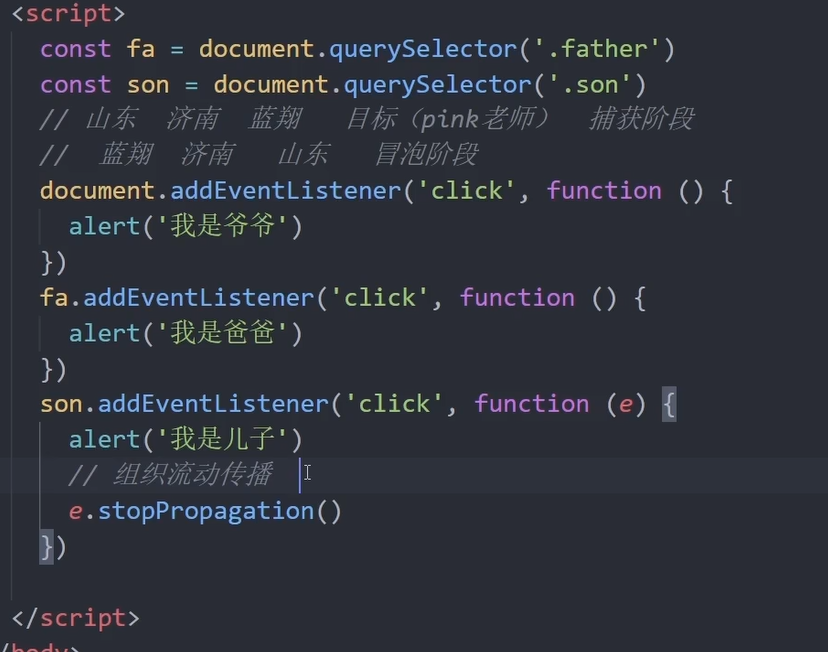 <script>
const fa = document.querySelector('.father')
const son = document.querySelector('.son')
// 山东 济南 蓝翔 目标（pink老师） 捕获阶段
// 蓝翔 济南 山东 冒泡阶段
document.addEventListener('click', function () {
alert('我是爷爷')
})
fa.addEventListener('click', function () {
alert('我是爸爸')
})
son.addEventListener('click', function (e) {
alert('我是儿子')
// 组织流动传播
e.stopPropagation()
})
</script>
/body>